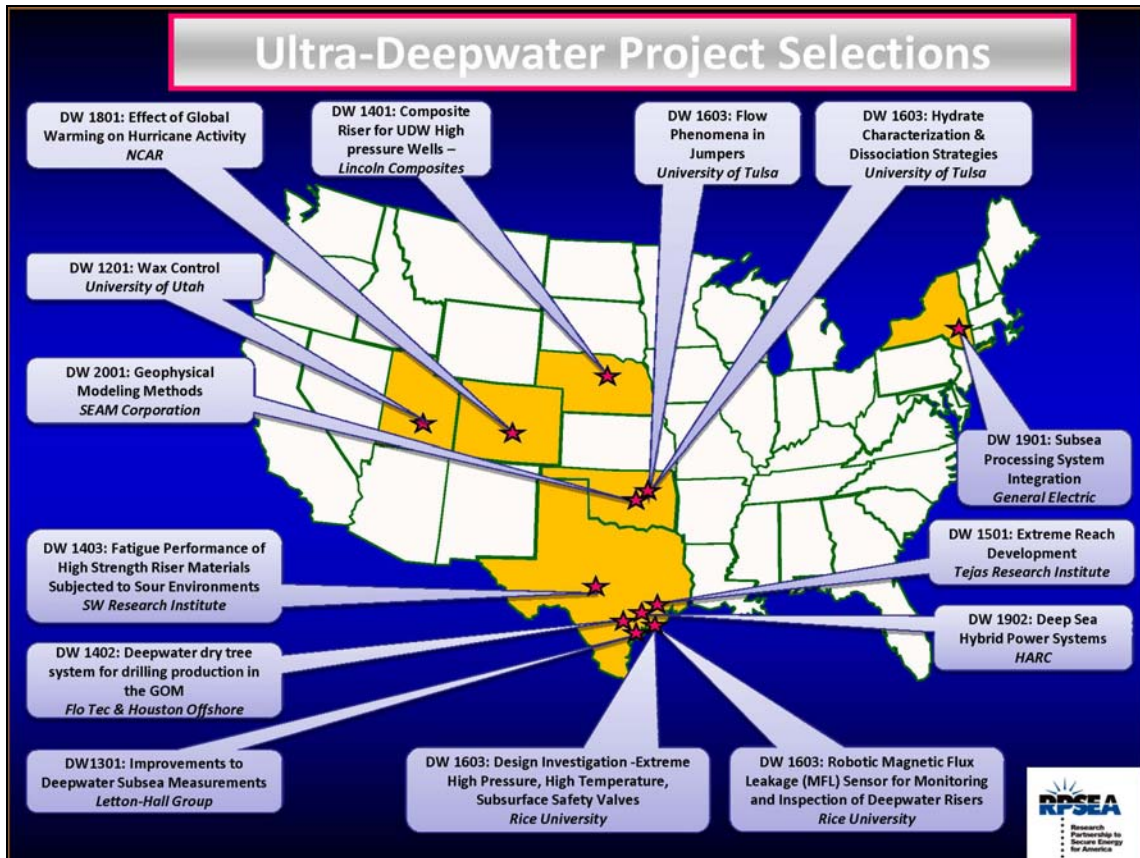 Ultra-Deepwater Project Selections
DW 1801: Effect of Global
Warming on Hurricane Activity
NCAR
DW 1401: Composite
Riser for UDW High
pressure Wells –
Lincoln Composites
DW 1603: Flow
Phenomena in
Jumpers
University of Tulsa
DW 1603: Hydrate
Characterization &
Dissociation Strategies
University of Tulsa
DW 1201: Wax Control
University of Utah
DW 2001: Geophysical
Modeling Methods
SEAM Corporation
DW 1901: Subsea
Processing System
Integration
General Electric
DW 1403: Fatigue Performance of
High Strength Riser Materials
Subjected to Sour Environments
SW Research Institute
DW 1501: Extreme Reach
Development
Tejas Research Institute
DW 1902: Deep Sea
Hybrid Power Systems
HARC
DW 1402: Deepwater dry tree
system for drilling production in
the GOM
Flo Tec & Houston Offshore
DW1301: Improvements to
Deepwater Subsea Measurements
Letton-Hall Group
DW 1603: Design Investigation -Extreme
High Pressure, High Temperature,
Subsurface Safety Valves
Rice University
DW 1603: Robotic Magnetic Flux
Leakage (MFL) Sensor for Monitoring
and Inspection of Deepwater Risers
Rice University
RPSEA
Research
Partnership to
Secure Energy
for America